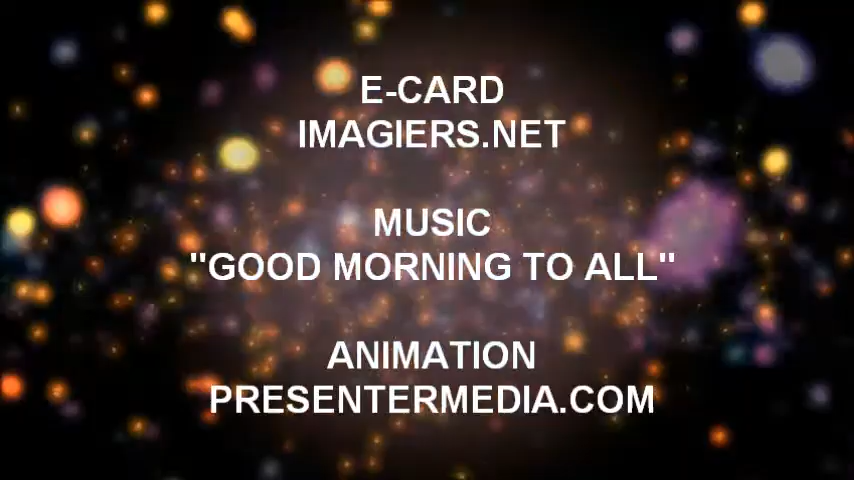 E-CARD
IMAGIERS.NET
MUSIC
"GOOD MORNING TO ALL"
ANIMATION
PRESENTERMEDIA.COM